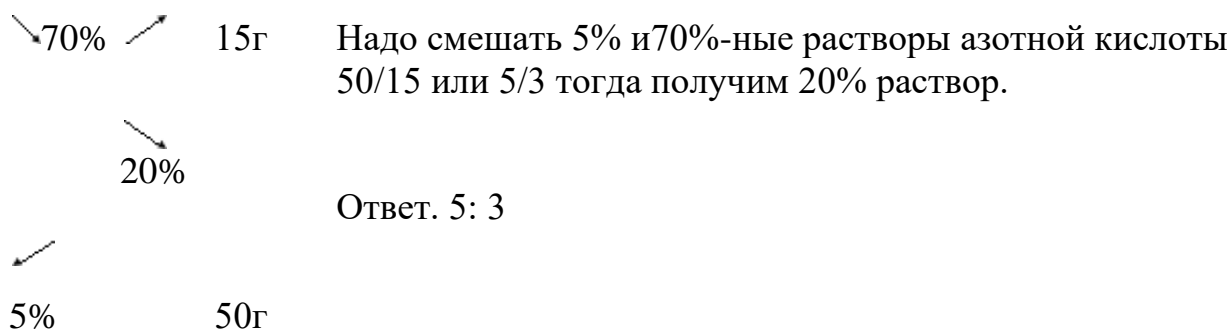 70% 15г Надо смешать 5% и70%-ные растворы азотной кислоты
50/15 или 5/3 тогда получим 20% раствор.
20%
Ответ. 5: 3
5% 50г